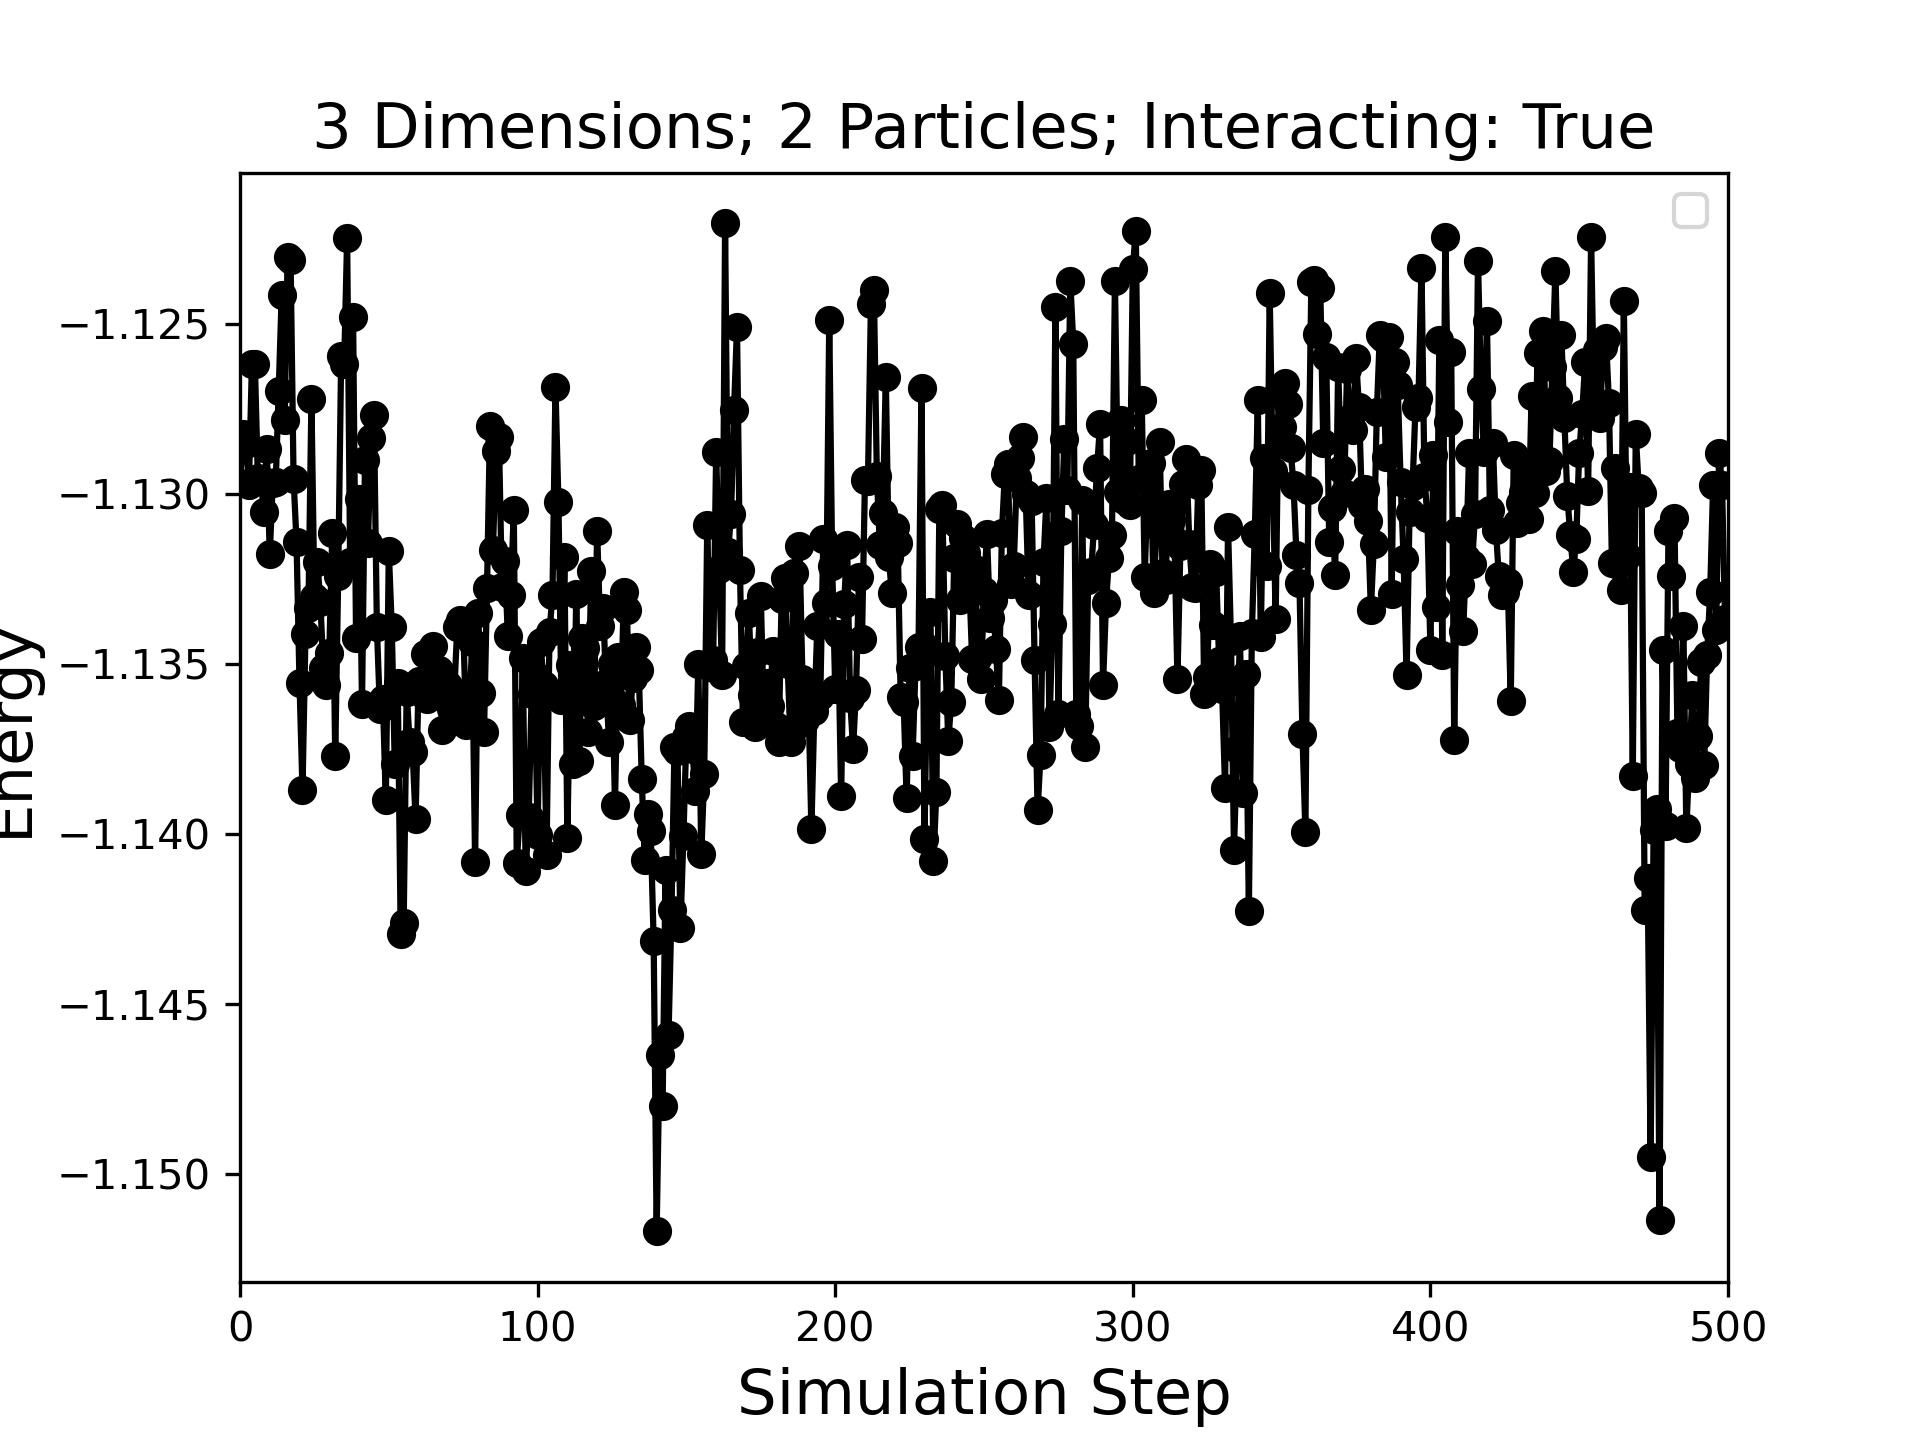 3 Dimensions; 2 Particles; Interacting: True
Energy
−1.125
−1.130
−1.135
−1.140
−1.145
−1.150
0 100 200 300 400 500
Simulation Step